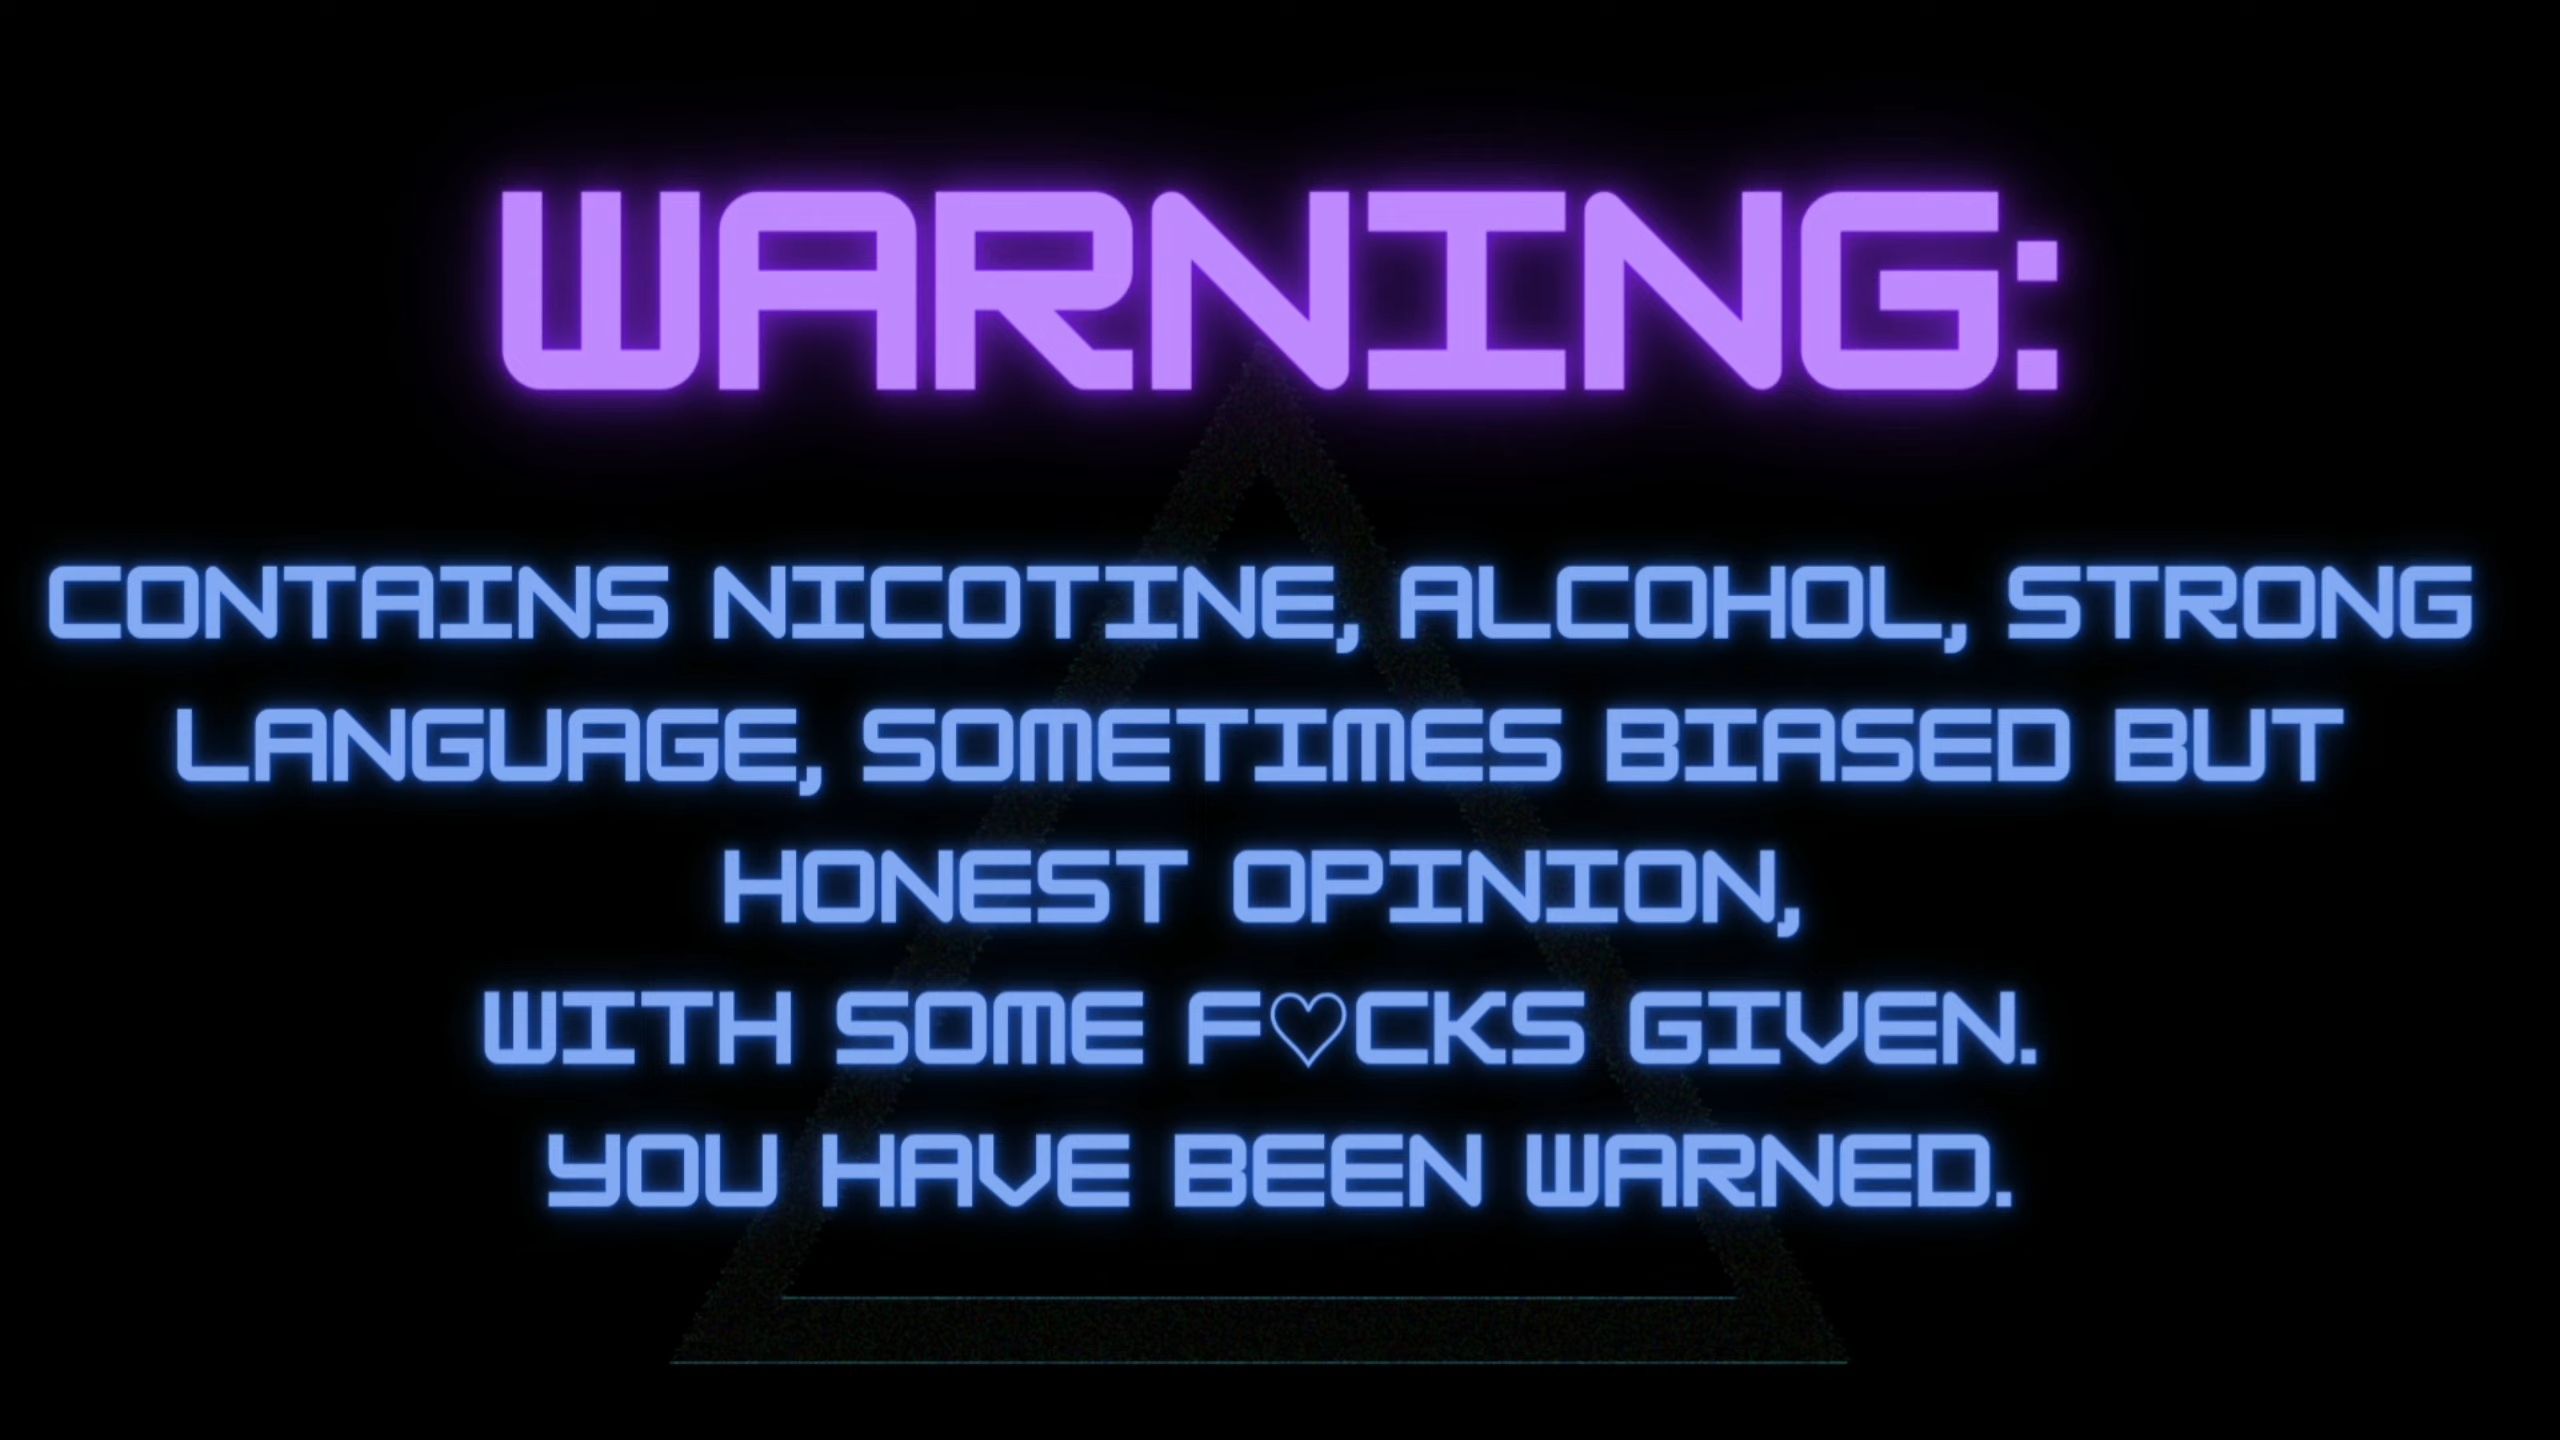 WARNING:
CONTAINS NICOTINE, ALCOHOL, STRONG
LANGUAGE, SOMETIMES BIASED BUT
HONEST OPINION,
WITH SOME F♡CKS GIVEN.
YOU HAVE BEEN WARNED.